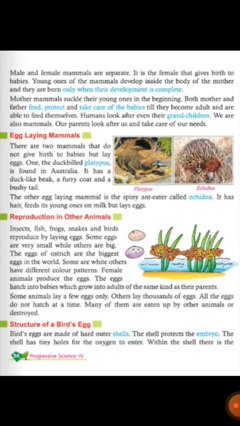 Male and female mammals are separate. It is the female that gives birth to
babies. Young ones of the mammals develop inside the body of the mother
and they are born only when their development is complete.
Mother mammals suckle their young ones in the beginning. Both mother and
father feed, protect and take care of the babies till they become adult and are
able to feed themselves. Humans look after even their grand-children. We are
also mammals. Our parents look after us and take care of our needs.
Egg Laying Mammals
There are two mammals that do
not give birth to babies but lay
eggs. One, the duckbilled platypus,
is found in Australia. It has a
duck-like beak, a furry coat and a
bushy tail.
Platypus
Echidna
The other egg laying mammal is the spiny ant-eater called echidna. It has
hair, feeds its young ones on milk but lays eggs.
Reproduction in Other Animals
Insects, fish, frogs, snakes and birds
reproduce by laying eggs. Some eggs
are very small while others are big.
The eggs of ostrich are the biggest
eggs in the world. Some are white others
have different colour patterns. Female
animals produce the eggs. The eggs
hatch into babies which grow into adults of the same kind as their parents.
Some animals lay a few eggs only. Others lay thousands of eggs. All the eggs
do not hatch at a time. Many of them are eaten up by other animals or
destroyed.
Structure of a Bird's Egg
Bird's eggs are made of hard outer shells. The shell protects the embryo. The
shell has tiny holes for the oxygen to enter. Within the shell there is the
Progressive Science-IV